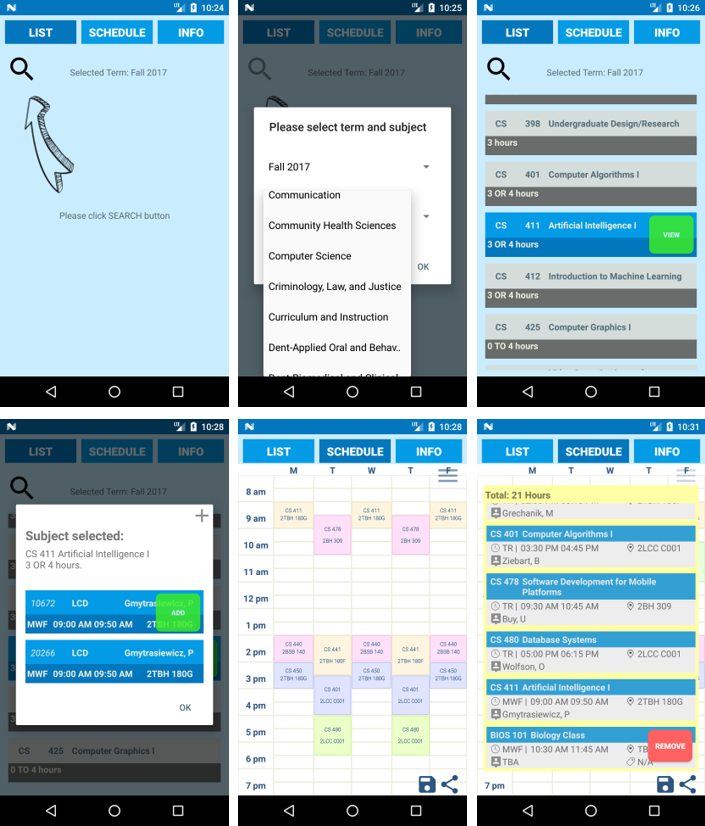 10:24
LIST SCHEDULE INFO
Selected Term: Fall 2017
Please click SEARCH button
10:25
LIST SCHEDULE INFO
Selected Term: Fall 2017
Please select term and subject
Fall 2017
Communication
Community Health Sciences
Computer Science
OK
Criminology, Law, and Justice
Curriculum and Instruction
Dent-Applied Oral and Behav..
10:26
LIST SCHEDULE INFO
Selected Term: Fall 2017
CS 398 Undergraduate Design/Research
3 hours
CS 401 Computer Algorithms I
3 OR 4 hours
CS 411 Artificial Intelligence I
VIEW
3 OR 4 hours
CS 412 Introduction to Machine Learning
3 OR 4 hours
CS 425 Computer Graphics I
0 TO 4 hours
10:28
LIST SCHEDULE INFO
Selected Term: Fall 2017
Subject selected:
CS 411 Artificial Intelligence I
3 OR 4 hours.
10672 LCD Gmytrasiewicz, P
ADD
MWF 09:00 AM 09:50 AM 2TBH 180G
20266 LCD Gmytrasiewicz, P
MWF 09:00 AM 09:50 AM 2TBH 180G
OK
CS 425 Computer Graphics I
0 TO 4 hours
10:28
LIST SCHEDULE INFO
M T W T F
8 am
9 am
CS 411 CS 411 CS 411
2TBH 180G 2TBH 180G 2TBH 180G
CS 478 CS 478
2BH 309 2BH 309
10 am
11 am
12 pm
1 pm
2 pm
CS 440 CS 441 CS 440 CS 441 CS 440
2BSB 140 2TBH 180F 2BSB 140 2TBH 180F 2BSB 140
3 pm
CS 450 CS 450 CS 450
2TBH 180G 2TBH 180G 2TBH 180G
CS 401 CS 401
2LCC C001 2LCC C001
4 pm
5 pm
CS 480 CS 480
2LCC C001 2LCC C001
6 pm
7 pm
10:31
LIST SCHEDULE INFO
M T W T F
Total: 21 Hours
Grechanik, M
CS 401 Computer Algorithms I
TR | 03:30 PM 04:45 PM 2LCC C001
Ziebart, B
CS 478 Software Development for Mobile
Platforms
TR | 09:30 AM 10:45 AM 2BH 309
Buy, U
CS 480 Database Systems
TR | 05:00 PM 06:15 PM 2LCC C001
Wolfson, O
CS 411 Artificial Intelligence I
MWF | 09:00 AM 09:50 AM 2TBH 180G
Gmytrasiewicz, P
BIOS 101 Biology Class
MWF | 10:30 AM 11:45 AM
REMOVE
TBA N/A
7 pm